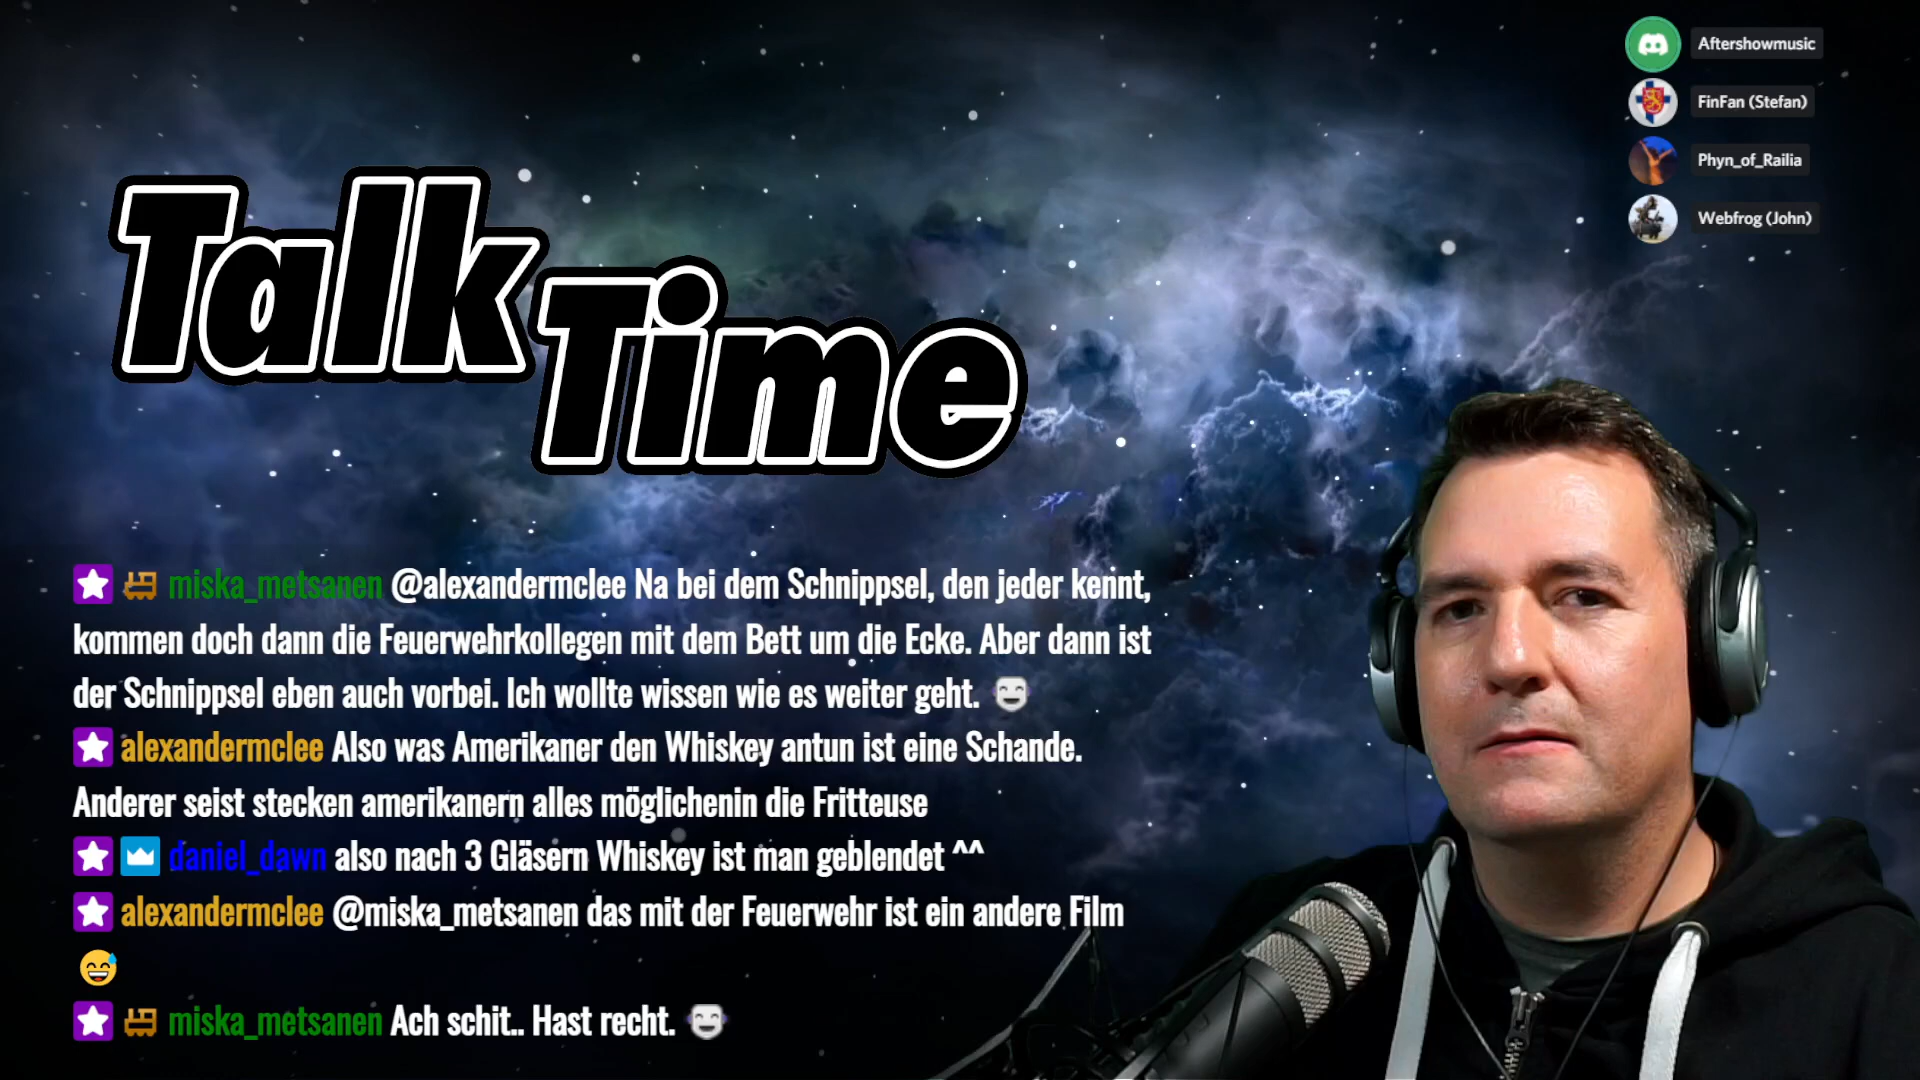 Aftershowmusic
FinFan (Stefan)
Phyn_of_Railia
Webfrog (John)
Talk
Time
miska_metsanen @alexandermclee Na bei dem Schnippsel, den jeder kennt,
kommen doch dann die Feuerwehrkollegen mit dem Bett um die Ecke. Aber dann ist
der Schnippsel eben auch vorbei. Ich wollte wissen wie es weiter geht.
alexandermclee Also was Amerikaner den Whiskey antun ist eine Schande.
Anderer seist stecken amerikanern alles möglichenin die Fritteuse
daniel_dawn also nach 3 Gläsern Whiskey ist man geblendet ^^
alexandermclee @miska_metsanen das mit der Feuerwehr ist ein andere Film
😅
miska_metsanen Ach schit.. Hast recht.